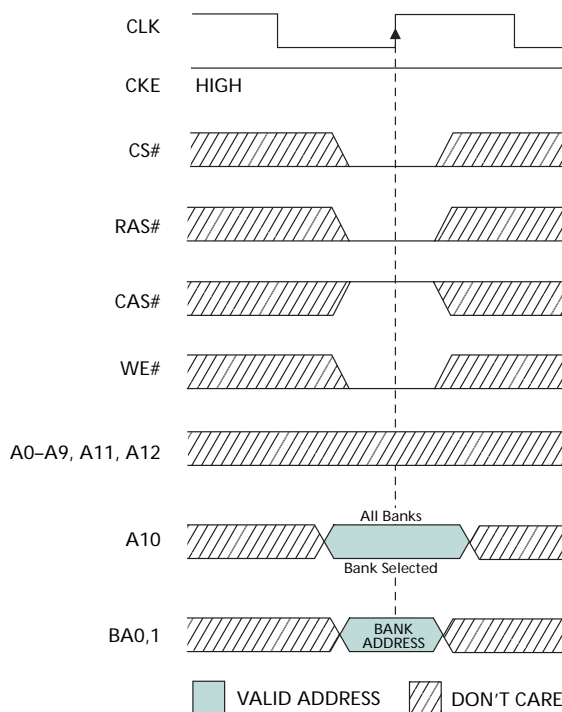 CLK
CKE HIGH
CS#
RAS#
CAS#
WE#
A0–A9, A11, A12
All Banks
A10
Bank Selected
BA0,1
BANK
ADDRESS
VALID ADDRESS
DON'T CARE